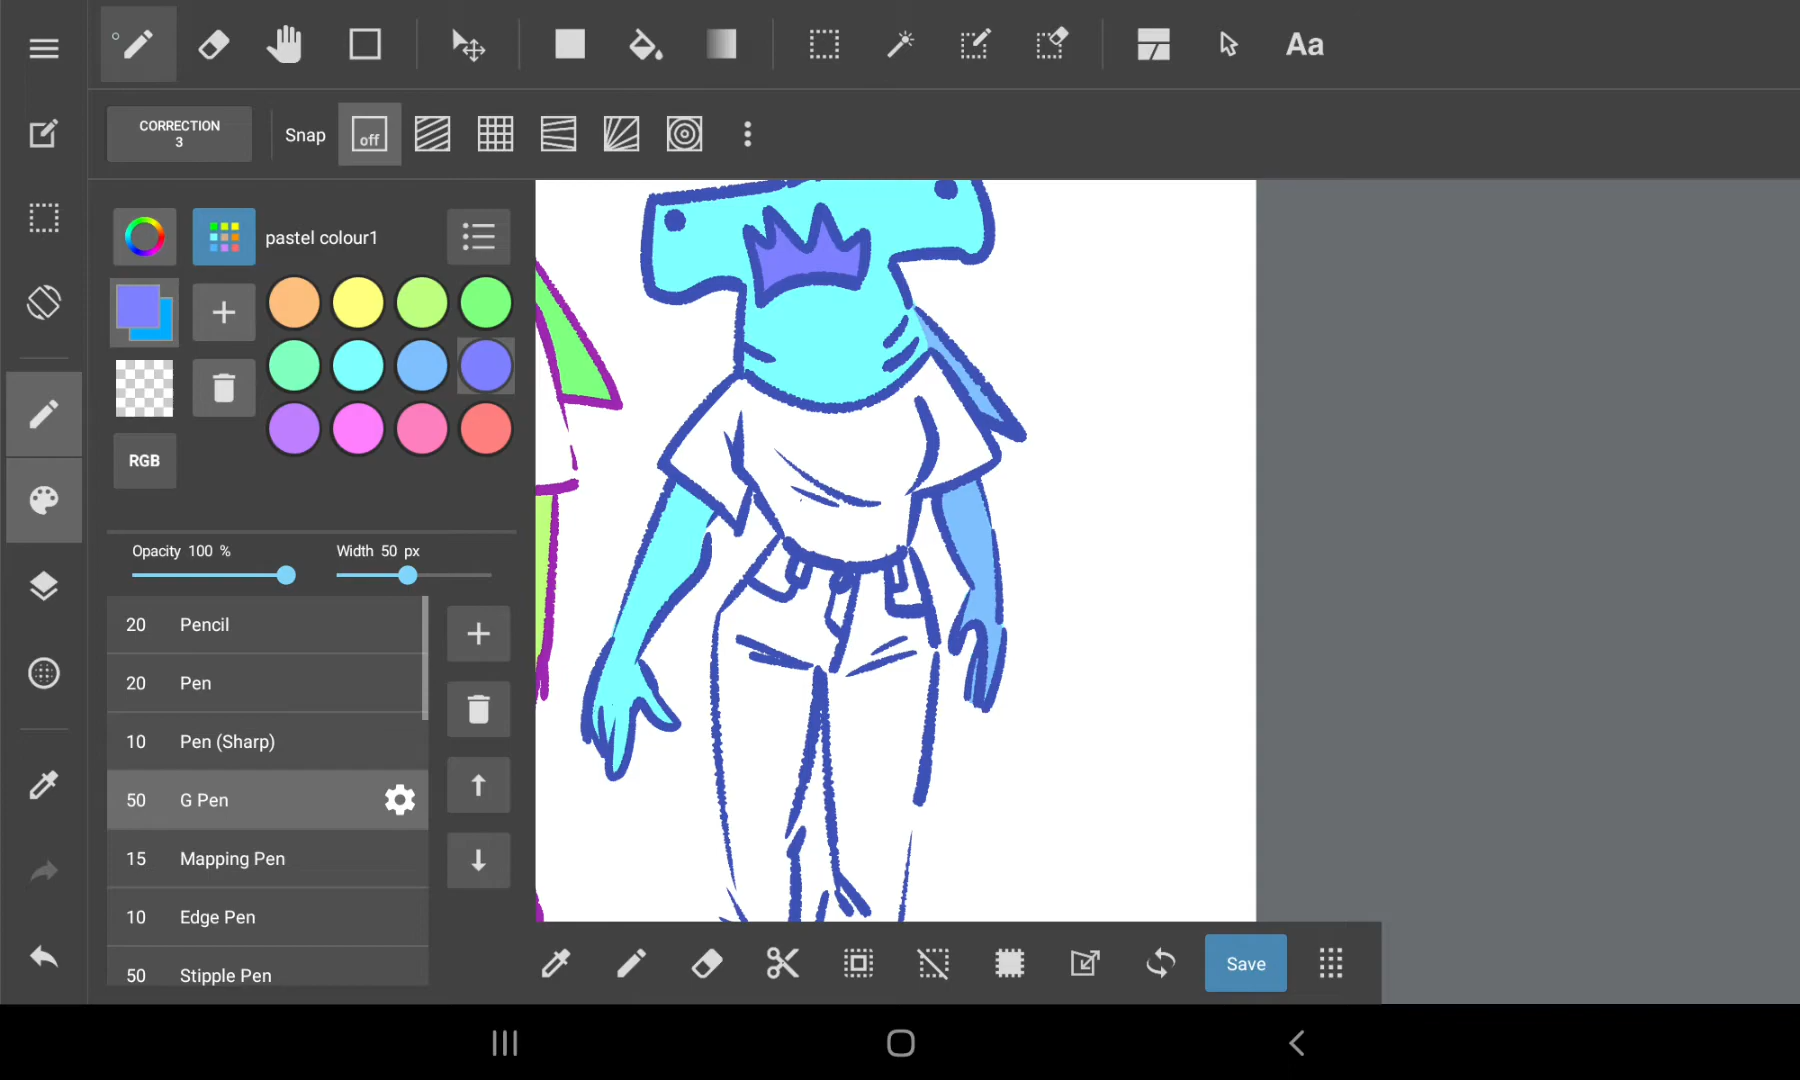 Aa
CORRECTION
3
Snap
off
pastel colour1
RGB
Opacity 100 %
Width 50 px
20 Pencil
20 Pen
10 Pen (Sharp)
50 G Pen
15 Mapping Pen
10 Edge Pen
50 Stipple Pen
Save